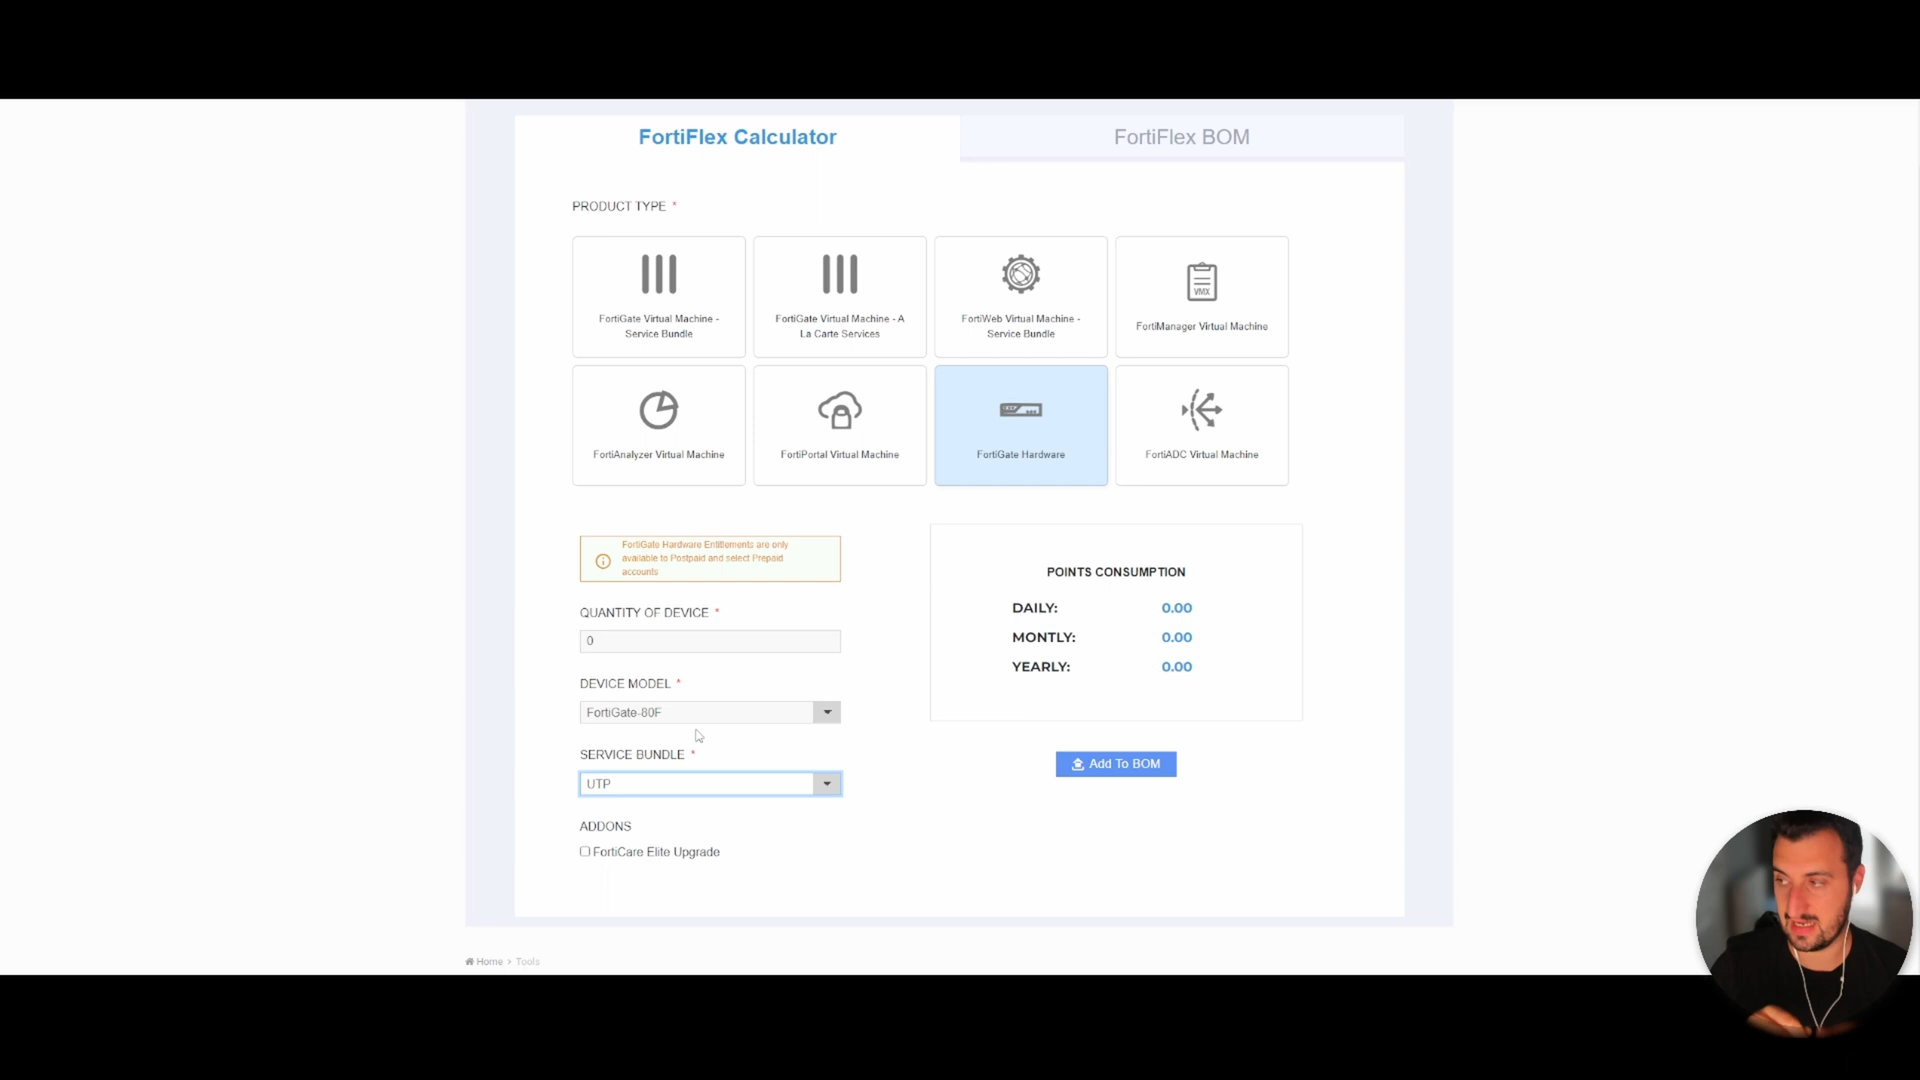 FortiFlex Calculator
FortiFlex BOM
PRODUCT TYPE *
FortiGate Virtual Machine -
Service Bundle
FortiGate Virtual Machine - A
La Carte Services
FortiWeb Virtual Machine -
Service Bundle
VMX
FortiManager Virtual Machine
FortiAnalyzer Virtual Machine
FortiPortal Virtual Machine
FortiGate Hardware
FortiADC Virtual Machine
FortiGate Hardware Entitlements are only
available to Postpaid and select Prepaid
accounts
QUANTITY OF DEVICE *
0
DEVICE MODEL *
FortiGate-80F
SERVICE BUNDLE *
UTP
ADDONS
FortiCare Elite Upgrade
POINTS CONSUMPTION
DAILY: 0.00
MONTLY: 0.00
YEARLY: 0.00
Add To BOM
Home > Tools